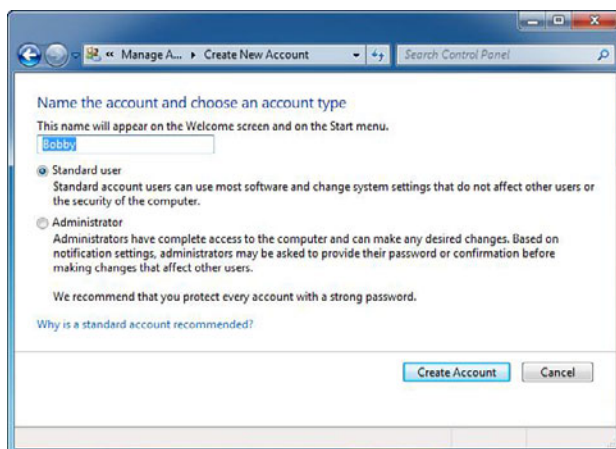 « Manage A... ▸ Create New Account
Search Control Panel
Name the account and choose an account type
This name will appear on the Welcome screen and on the Start menu.
Bobby
Standard user
Standard account users can use most software and change system settings that do not affect other users or
the security of the computer.
Administrator
Administrators have complete access to the computer and can make any desired changes. Based on
notification settings, administrators may be asked to provide their password or confirmation before
making changes that affect other users.
We recommend that you protect every account with a strong password.
Why is a standard account recommended?
Create Account
Cancel